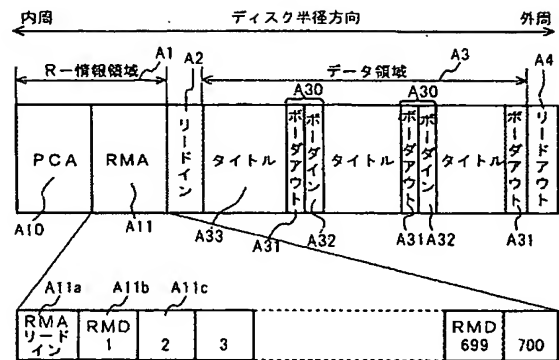 内周 ディスク半径方向 外周
A1 A2 A3 A4
R-情報領域 データ領域
A30 A30
PCA RMA リードイン タイトル ボーダアウト ボーダイン タイトル ボーダアウト ボーダイン タイトル ボーダアウト リードアウト
A10 A11 A33 A31 A32 A31 A32 A31
A11a A11b A11c
RMA リードイン RMD 1 2 3 RMD 699 700